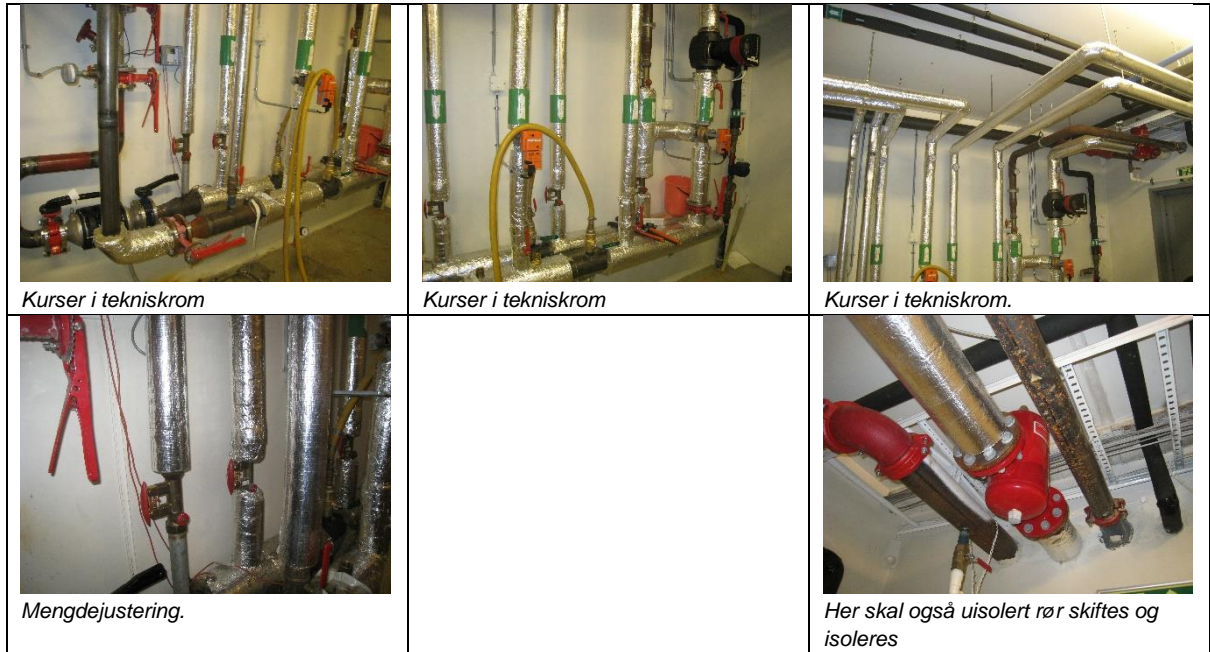 Kurser i tekniskrom
Kurser i tekniskrom
Kurser i tekniskrom.
Mengdejustering.
Her skal også uisolert rør skiftes og
isoleres